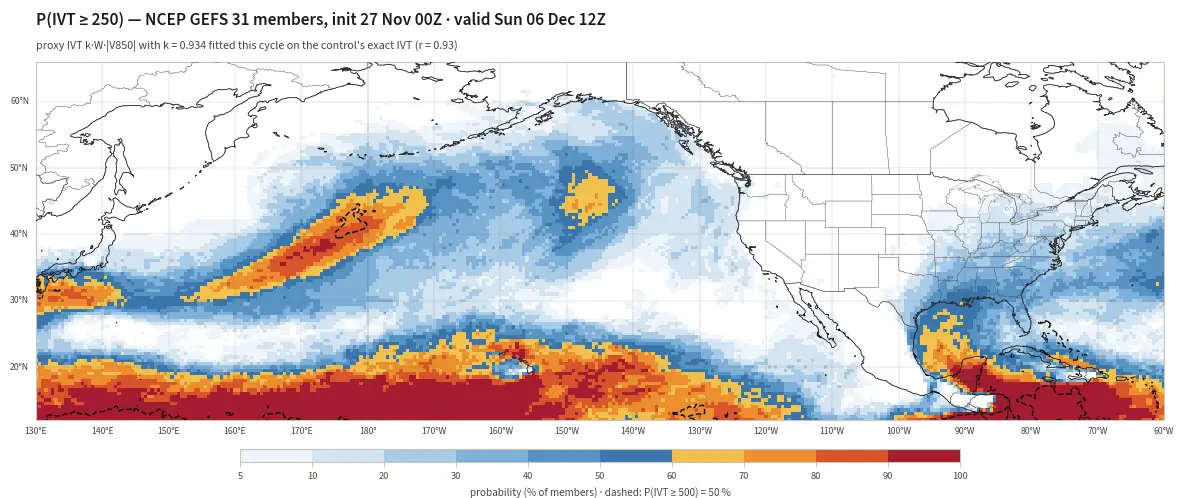 P(IVT ≥ 250) — NCEP GEFS 31 members, init 27 Nov 00Z · valid Sun 06 Dec 12Z
proxy IVT k·W·|V850| with k = 0.934 fitted this cycle on the control's exact IVT (r = 0.93)
60°N
50°N
40°N
30°N
20°N
130°E 140°E 150°E 160°E 170°E 180° 170°W 160°W 150°W 140°W 130°W 120°W 110°W 100°W 90°W 80°W 70°W 60°W
5 10 20 30 40 50 60 70 80 90 100
probability (% of members) · dashed: P(IVT ≥ 500) = 50 %